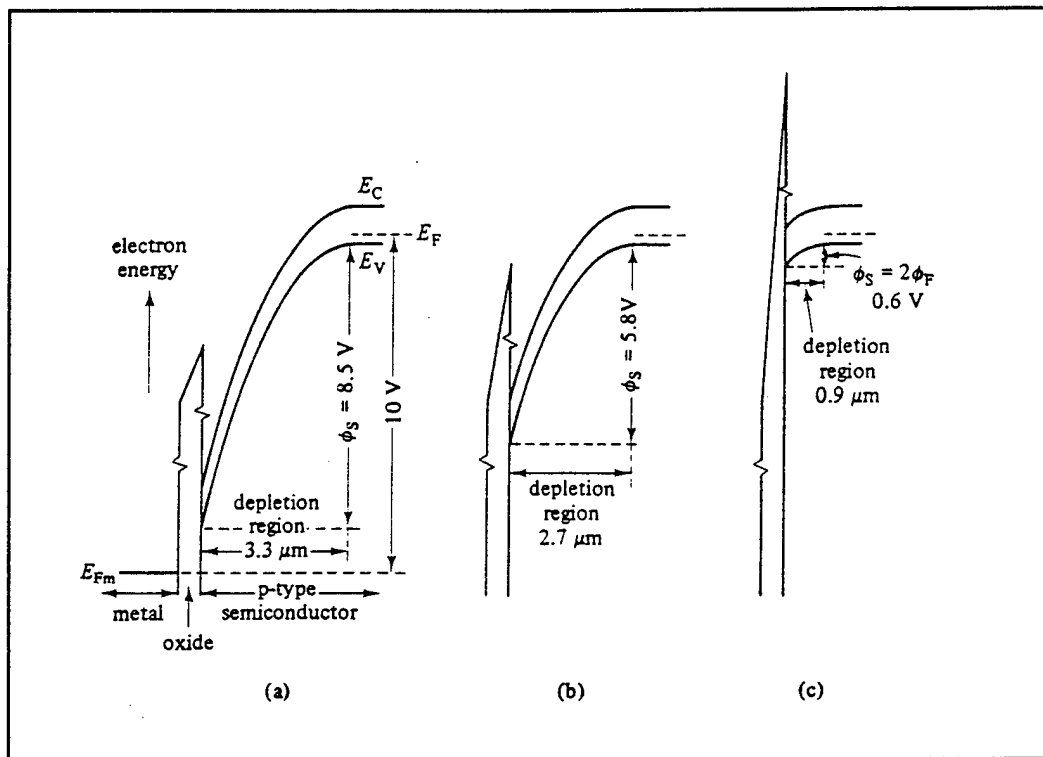 electron
energy
E_C
E_F
E_V
ϕ_S = 8.5 V
10 V
depletion
region
3.3 μm
E_Fm
metal
p-type
semiconductor
oxide
(a)
ϕ_S = 5.8V
depletion
region
2.7 μm
(b)
ϕ_S = 2ϕ_F
0.6 V
depletion
region
0.9 μm
(c)